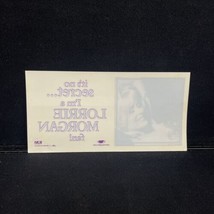 It's no
secret...
I'm a
LORRIE
MORGAN
fan!